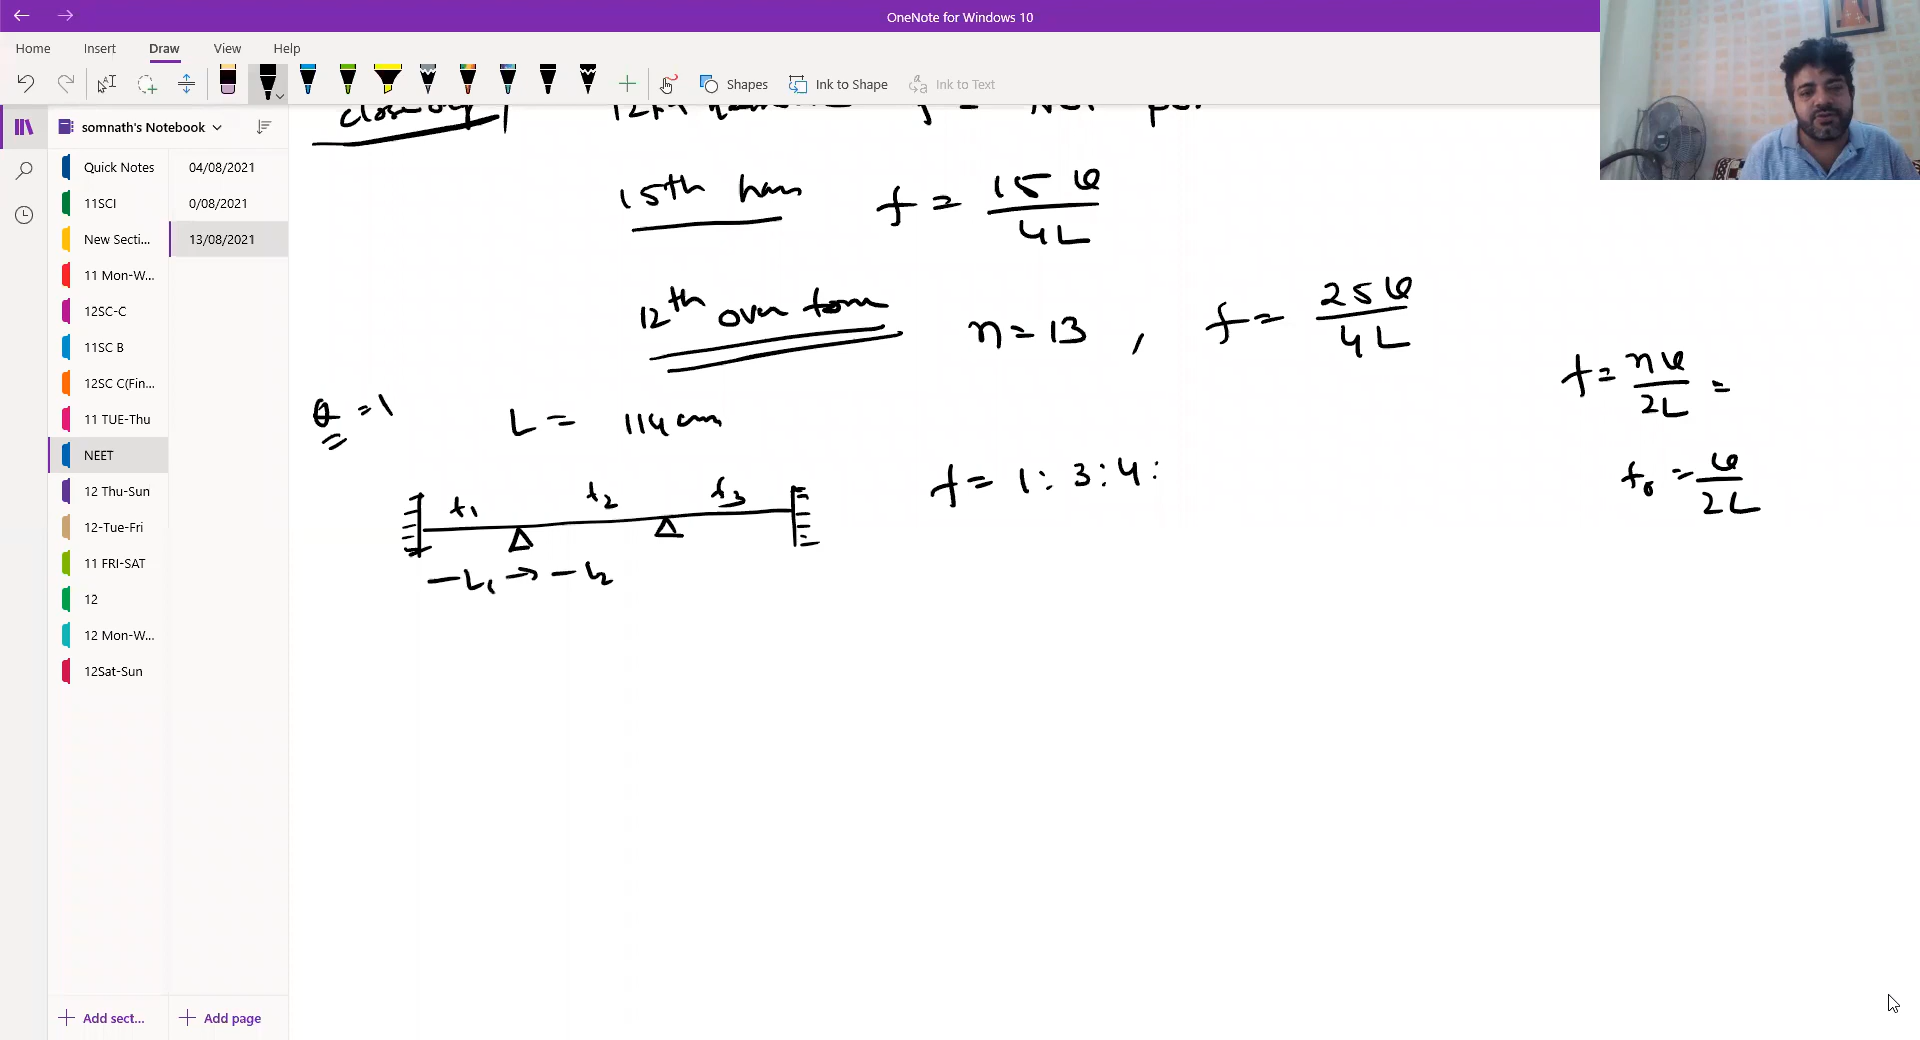 OneNote for Windows 10
Home Insert Draw View Help
Shapes Ink to Shape Ink to Text
somnath's Notebook
Quick Notes
11SCI
New Secti...
11 Mon-W...
12SC-C
11SC B
12SC C(Fin...
11 TUE-Thu
NEET
12 Thu-Sun
12-Tue-Fri
11 FRI-SAT
12
12 Mon-W...
12Sat-Sun
Add sect...
04/08/2021
0/08/2021
13/08/2021
Add page
15th har f = 15 v / 4L
12th over tone n = 13 , f = 25 v / 4L
f = nv / 2L =
Q = 1 L = 114 cm
f0 = v / 2L
f = 1 : 3 : 4 :
f1 f2 f3
L1 → L2